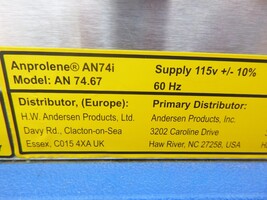 Anprolene® AN74i
Model: AN 74.67
Supply 115v +/- 10%
60 Hz
Distributor, (Europe):
H.W. Andersen Products, Ltd.
Davy Rd., Clacton-on-Sea
Essex, C015 4XA UK
Primary Distributor:
Andersen Products, Inc.
3202 Caroline Drive
Haw River, NC 27258, USA